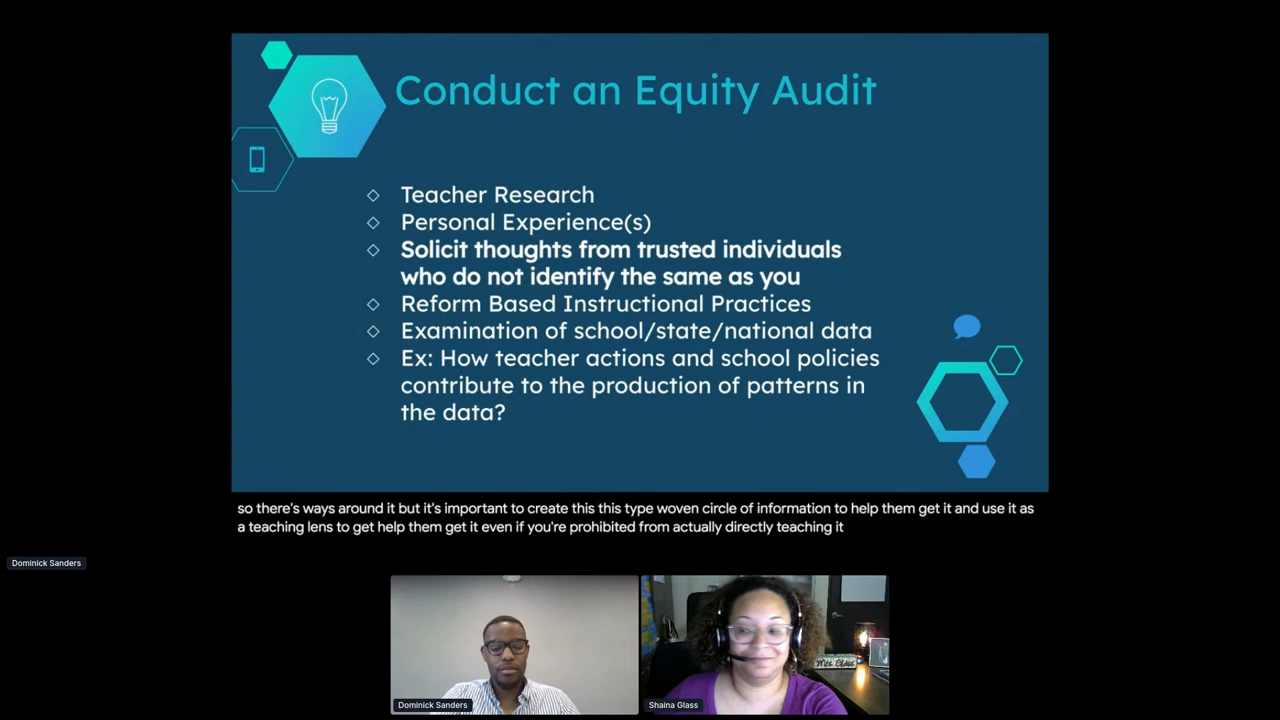 Conduct an Equity Audit
Teacher Research
Personal Experience(s)
Solicit thoughts from trusted individuals
who do not identify the same as you
Reform Based Instructional Practices
Examination of school/state/national data
Ex: How teacher actions and school policies
contribute to the production of patterns in
the data?
so there's ways around it but it's important to create this this type woven circle of information to help them get it and use it as
a teaching lens to get help them get it even if you're prohibited from actually directly teaching it
Dominick Sanders
Mrs. Glass
Dominick Sanders
Shaina Glass